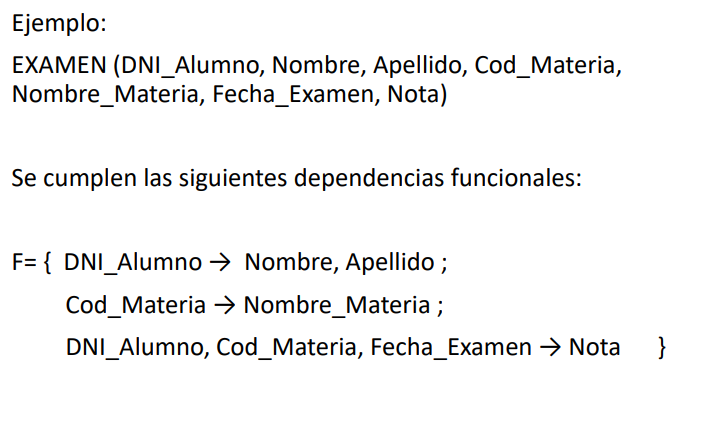 Ejemplo:
EXAMEN (DNI_Alumno, Nombre, Apellido, Cod_Materia,
Nombre_Materia, Fecha_Examen, Nota)
Se cumplen las siguientes dependencias funcionales:
F= { DNI_Alumno → Nombre, Apellido ;
Cod_Materia → Nombre_Materia ;
DNI_Alumno, Cod_Materia, Fecha_Examen → Nota }